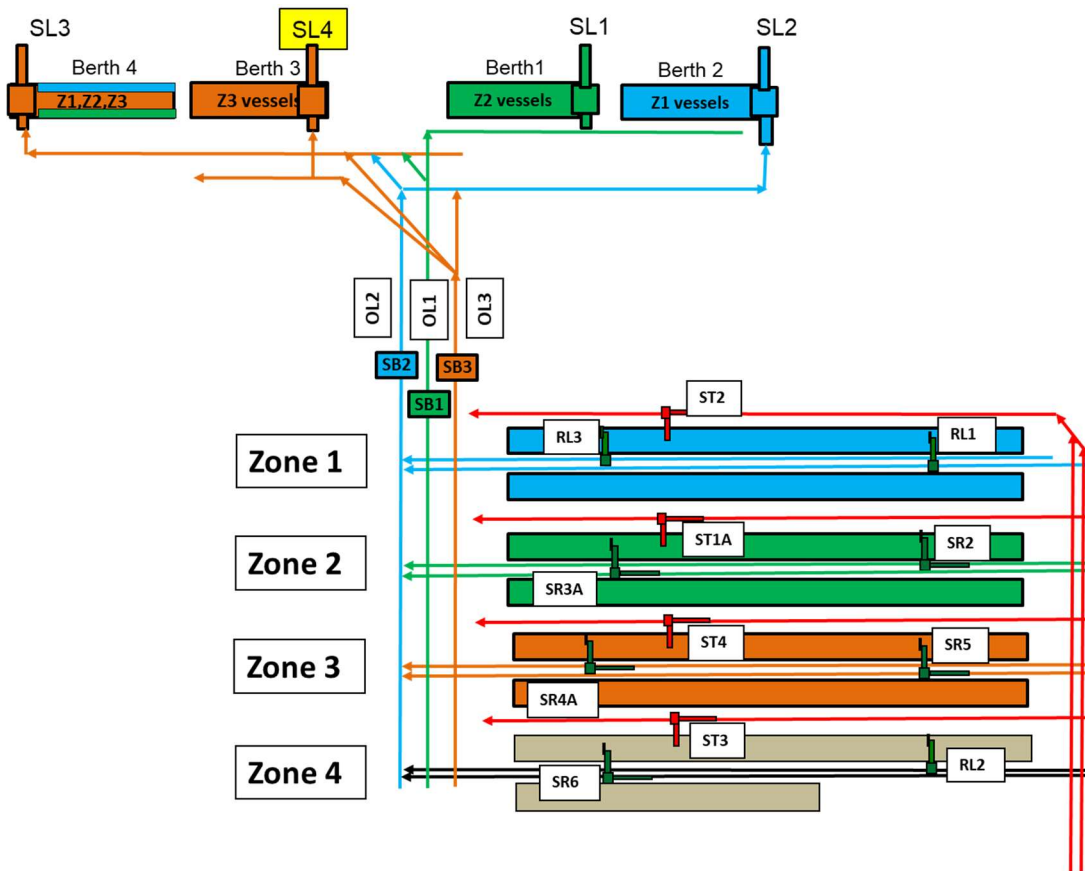 SL3
SL4
SL1
SL2
Berth 4
Berth 3
Berth1
Berth 2
Z1,Z2,Z3
Z3 vessels
Z2 vessels
Z1 vessels
OL2
OL1
OL3
SB2
SB3
SB1
ST2
RL3
RL1
Zone 1
ST1A
SR2
Zone 2
SR3A
ST4
SR5
Zone 3
SR4A
ST3
Zone 4
SR6
RL2